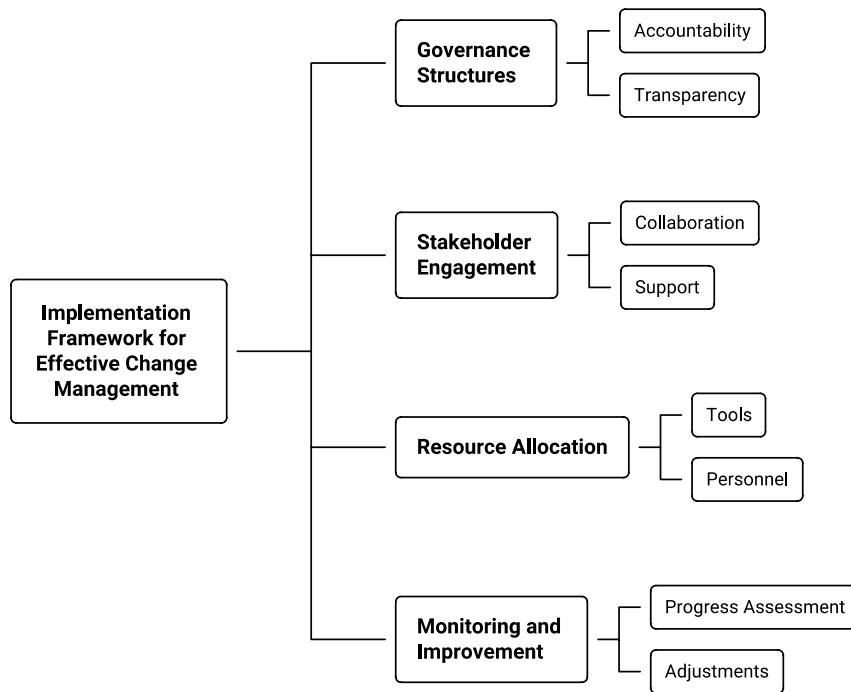 Implementation
Framework for
Effective Change
Management
Governance
Structures
Accountability
Transparency
Stakeholder
Engagement
Collaboration
Support
Resource Allocation
Tools
Personnel
Monitoring and
Improvement
Progress Assessment
Adjustments